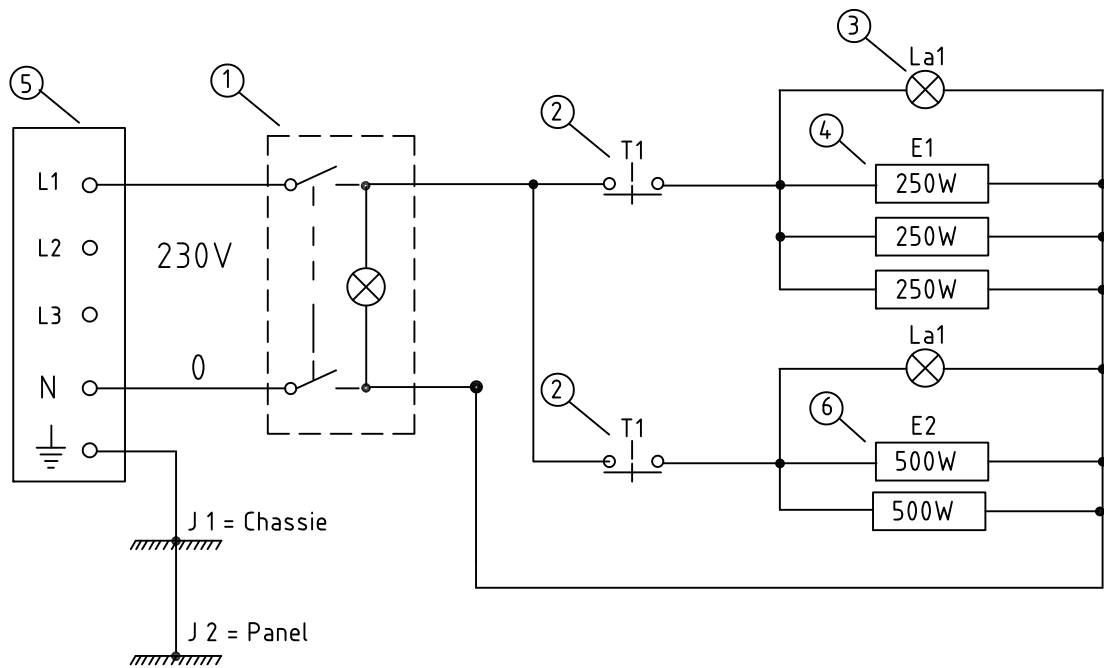 3
La1
5
1
2
4
T1
E1
L1
250W
L2
230V
250W
L3
250W
La1
N
0
2
6
T1
E2
500W
500W
J 1 = Chassie
J 2 = Panel